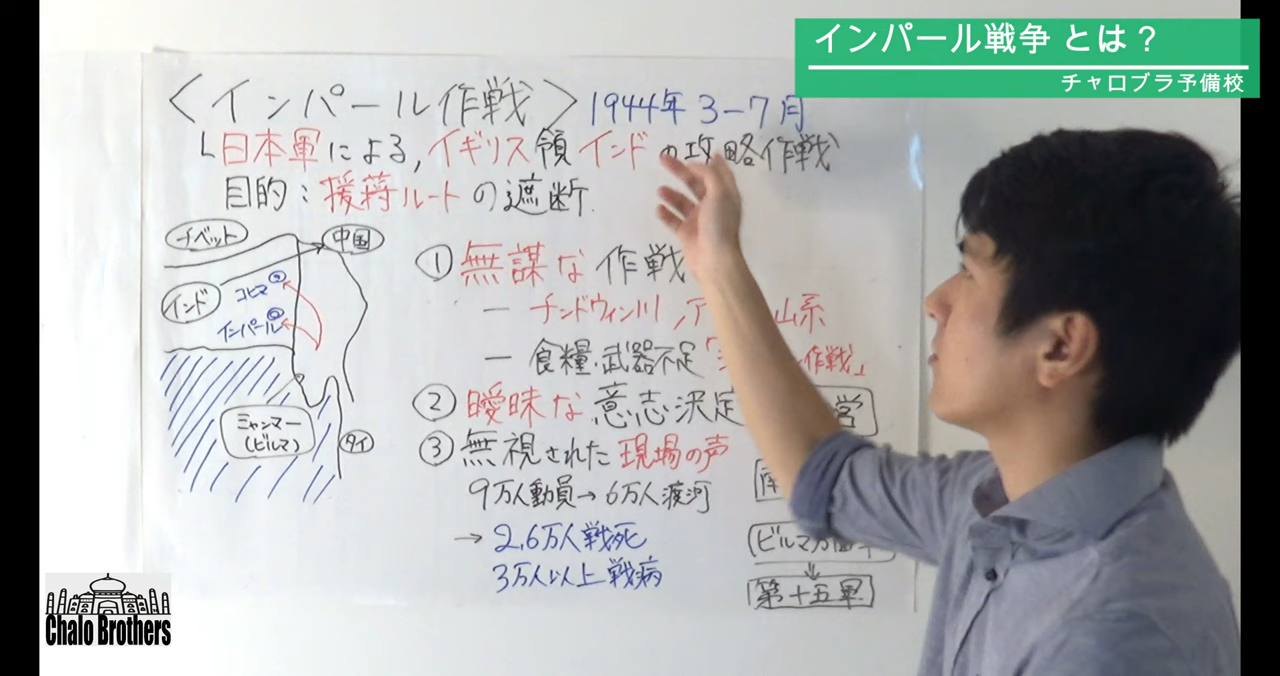 インパール戦争 とは？
チャロブラ予備校
〈インパール作戦〉1944年3-7月
└日本軍による,イギリス領インドの攻略作戦
目的：援蒋ルートの遮断.
チベット
中国
インド
コヒマ
インパール
ミャンマー
(ビルマ)
タイ
①無謀な作戦
－チンドウィン川,ア 山系
－食糧・武器不足「 作戦」
②曖昧な意志決定
営
③無視された現場の声
9万人動員→6万人渡河
→2.6万人戦死
3万人以上戦病
ビルマ方面軍
第十五軍
Chalo Brothers